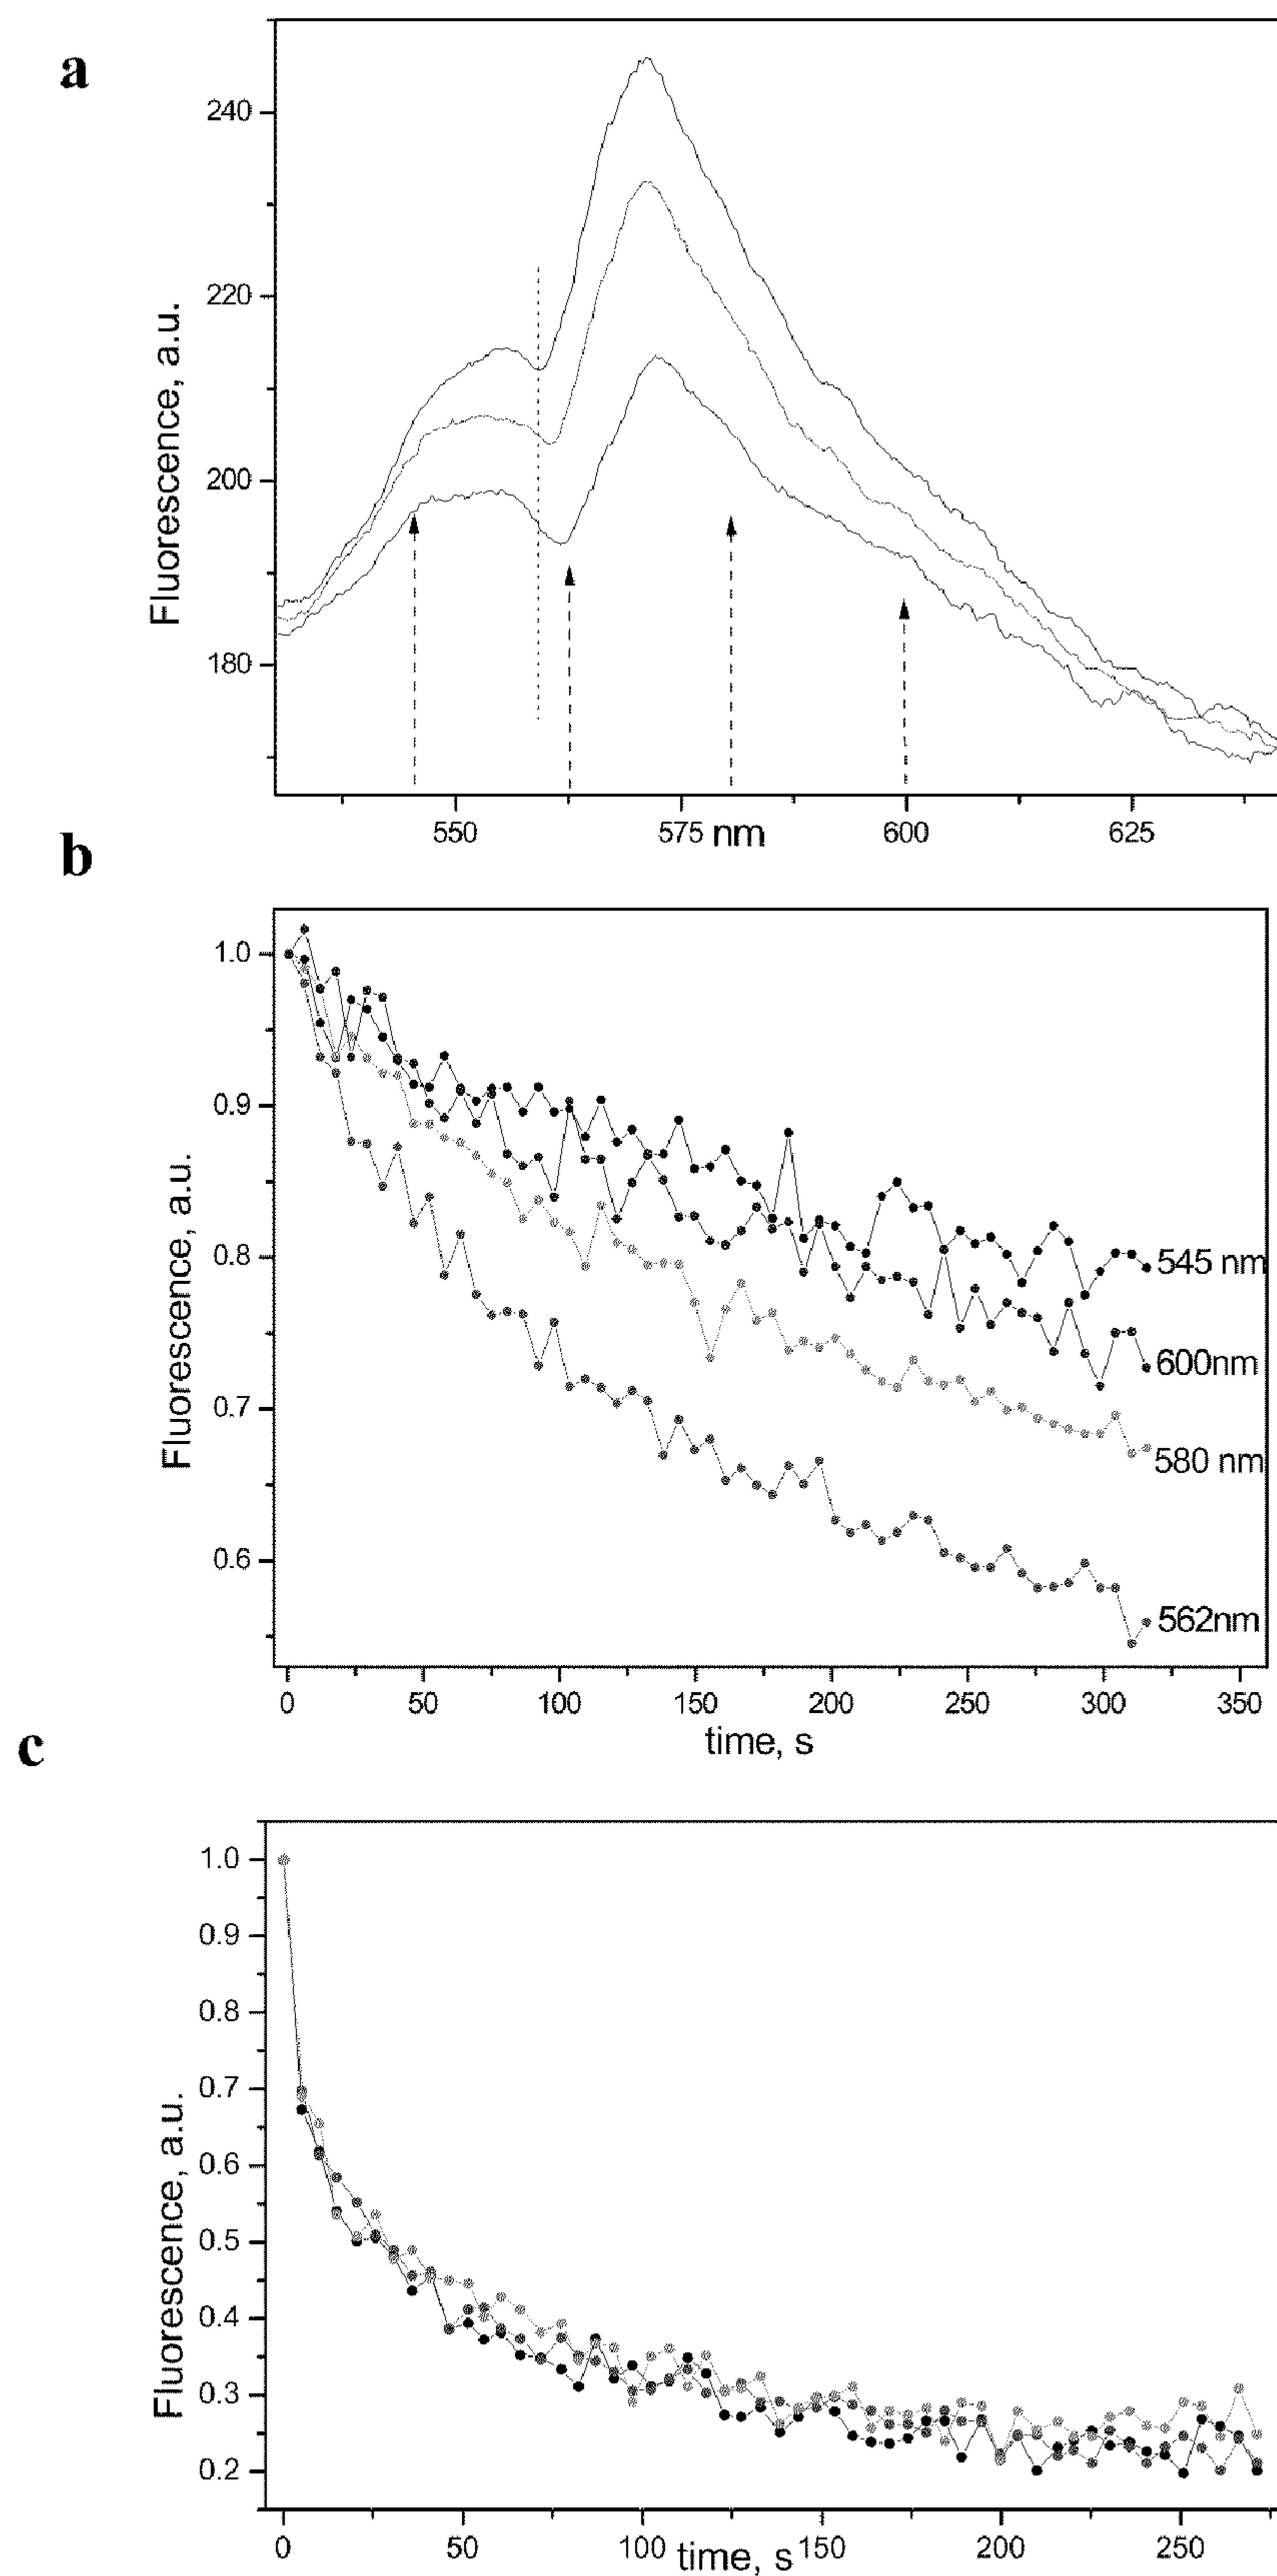 a
240
220
200
180
Fluorescence, a.u.
550 575 nm 600 625
b
1.0
0.9
0.8
0.7
0.6
Fluorescence, a.u.
545 nm
600nm
580 nm
562nm
0 50 100 150 200 250 300 350
time, s
c
1.0
0.9
0.8
0.7
0.6
0.5
0.4
0.3
0.2
Fluorescence, a.u.
0 50 100 time, s 150 200 250